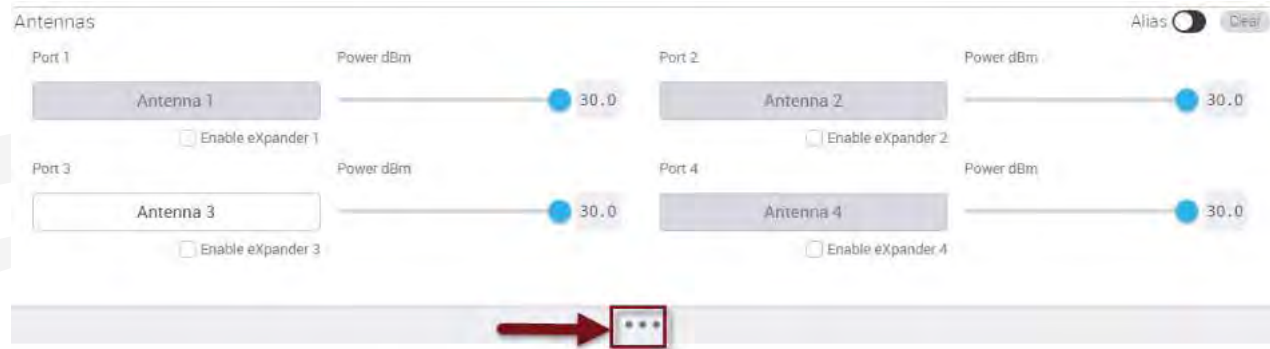 Antennas Alias Clear
Port 1 Power dBm Port 2 Power dBm
Antenna 1 30.0 Antenna 2 30.0
Enable eXpander 1 Enable eXpander 2
Port 3 Power dBm Port 4 Power dBm
Antenna 3 30.0 Antenna 4 30.0
Enable eXpander 3 Enable eXpander 4